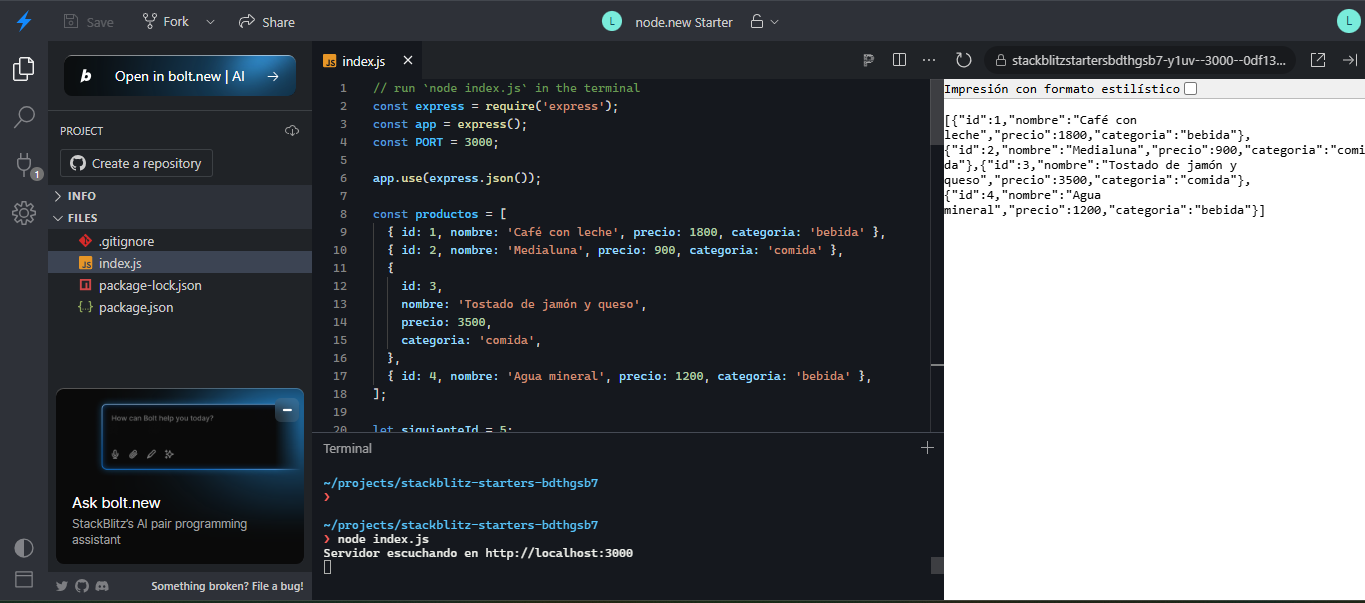 Save
Fork
Share
L
node.new Starter
L
b
Open in bolt.new | AI
PROJECT
Create a repository
1
INFO
FILES
.gitignore
JS index.js
package-lock.json
{..} package.json
How can Bolt help you today?
Ask bolt.new
StackBlitz's AI pair programming
assistant
Something broken? File a bug!
JS index.js
1 // run `node index.js` in the terminal
2 const express = require('express');
3 const app = express();
4 const PORT = 3000;
5
6 app.use(express.json());
7
8 const productos = [
9 { id: 1, nombre: 'Café con leche', precio: 1800, categoria: 'bebida' },
10 { id: 2, nombre: 'Medialuna', precio: 900, categoria: 'comida' },
11 {
12 id: 3,
13 nombre: 'Tostado de jamón y queso',
14 precio: 3500,
15 categoria: 'comida',
16 },
17 { id: 4, nombre: 'Agua mineral', precio: 1200, categoria: 'bebida' },
18 ];
19
20 let siguienteId = 5;
Terminal
~/projects/stackblitz-starters-bdthgsb7
❯
~/projects/stackblitz-starters-bdthgsb7
❯ node index.js
Servidor escuchando en http://localhost:3000
stackblitzstartersbdthgsb7-y1uv--3000--0df13...
Impresión con formato estilístico
[{"id":1,"nombre":"Café con
leche","precio":1800,"categoria":"bebida"},
{"id":2,"nombre":"Medialuna","precio":900,"categoria":"comi
da"},{"id":3,"nombre":"Tostado de jamón y
queso","precio":3500,"categoria":"comida"},
{"id":4,"nombre":"Agua
mineral","precio":1200,"categoria":"bebida"}]